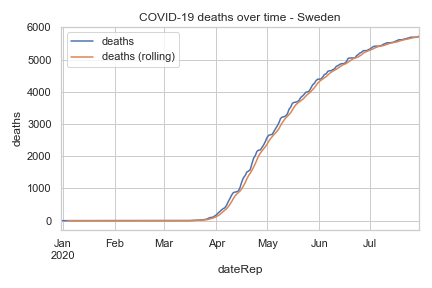 COVID-19 deaths over time - Sweden
deaths
deaths (rolling)
6000
5000
4000
3000
2000
1000
0
deaths
Jan Feb Mar Apr May Jun Jul
2020
dateRep